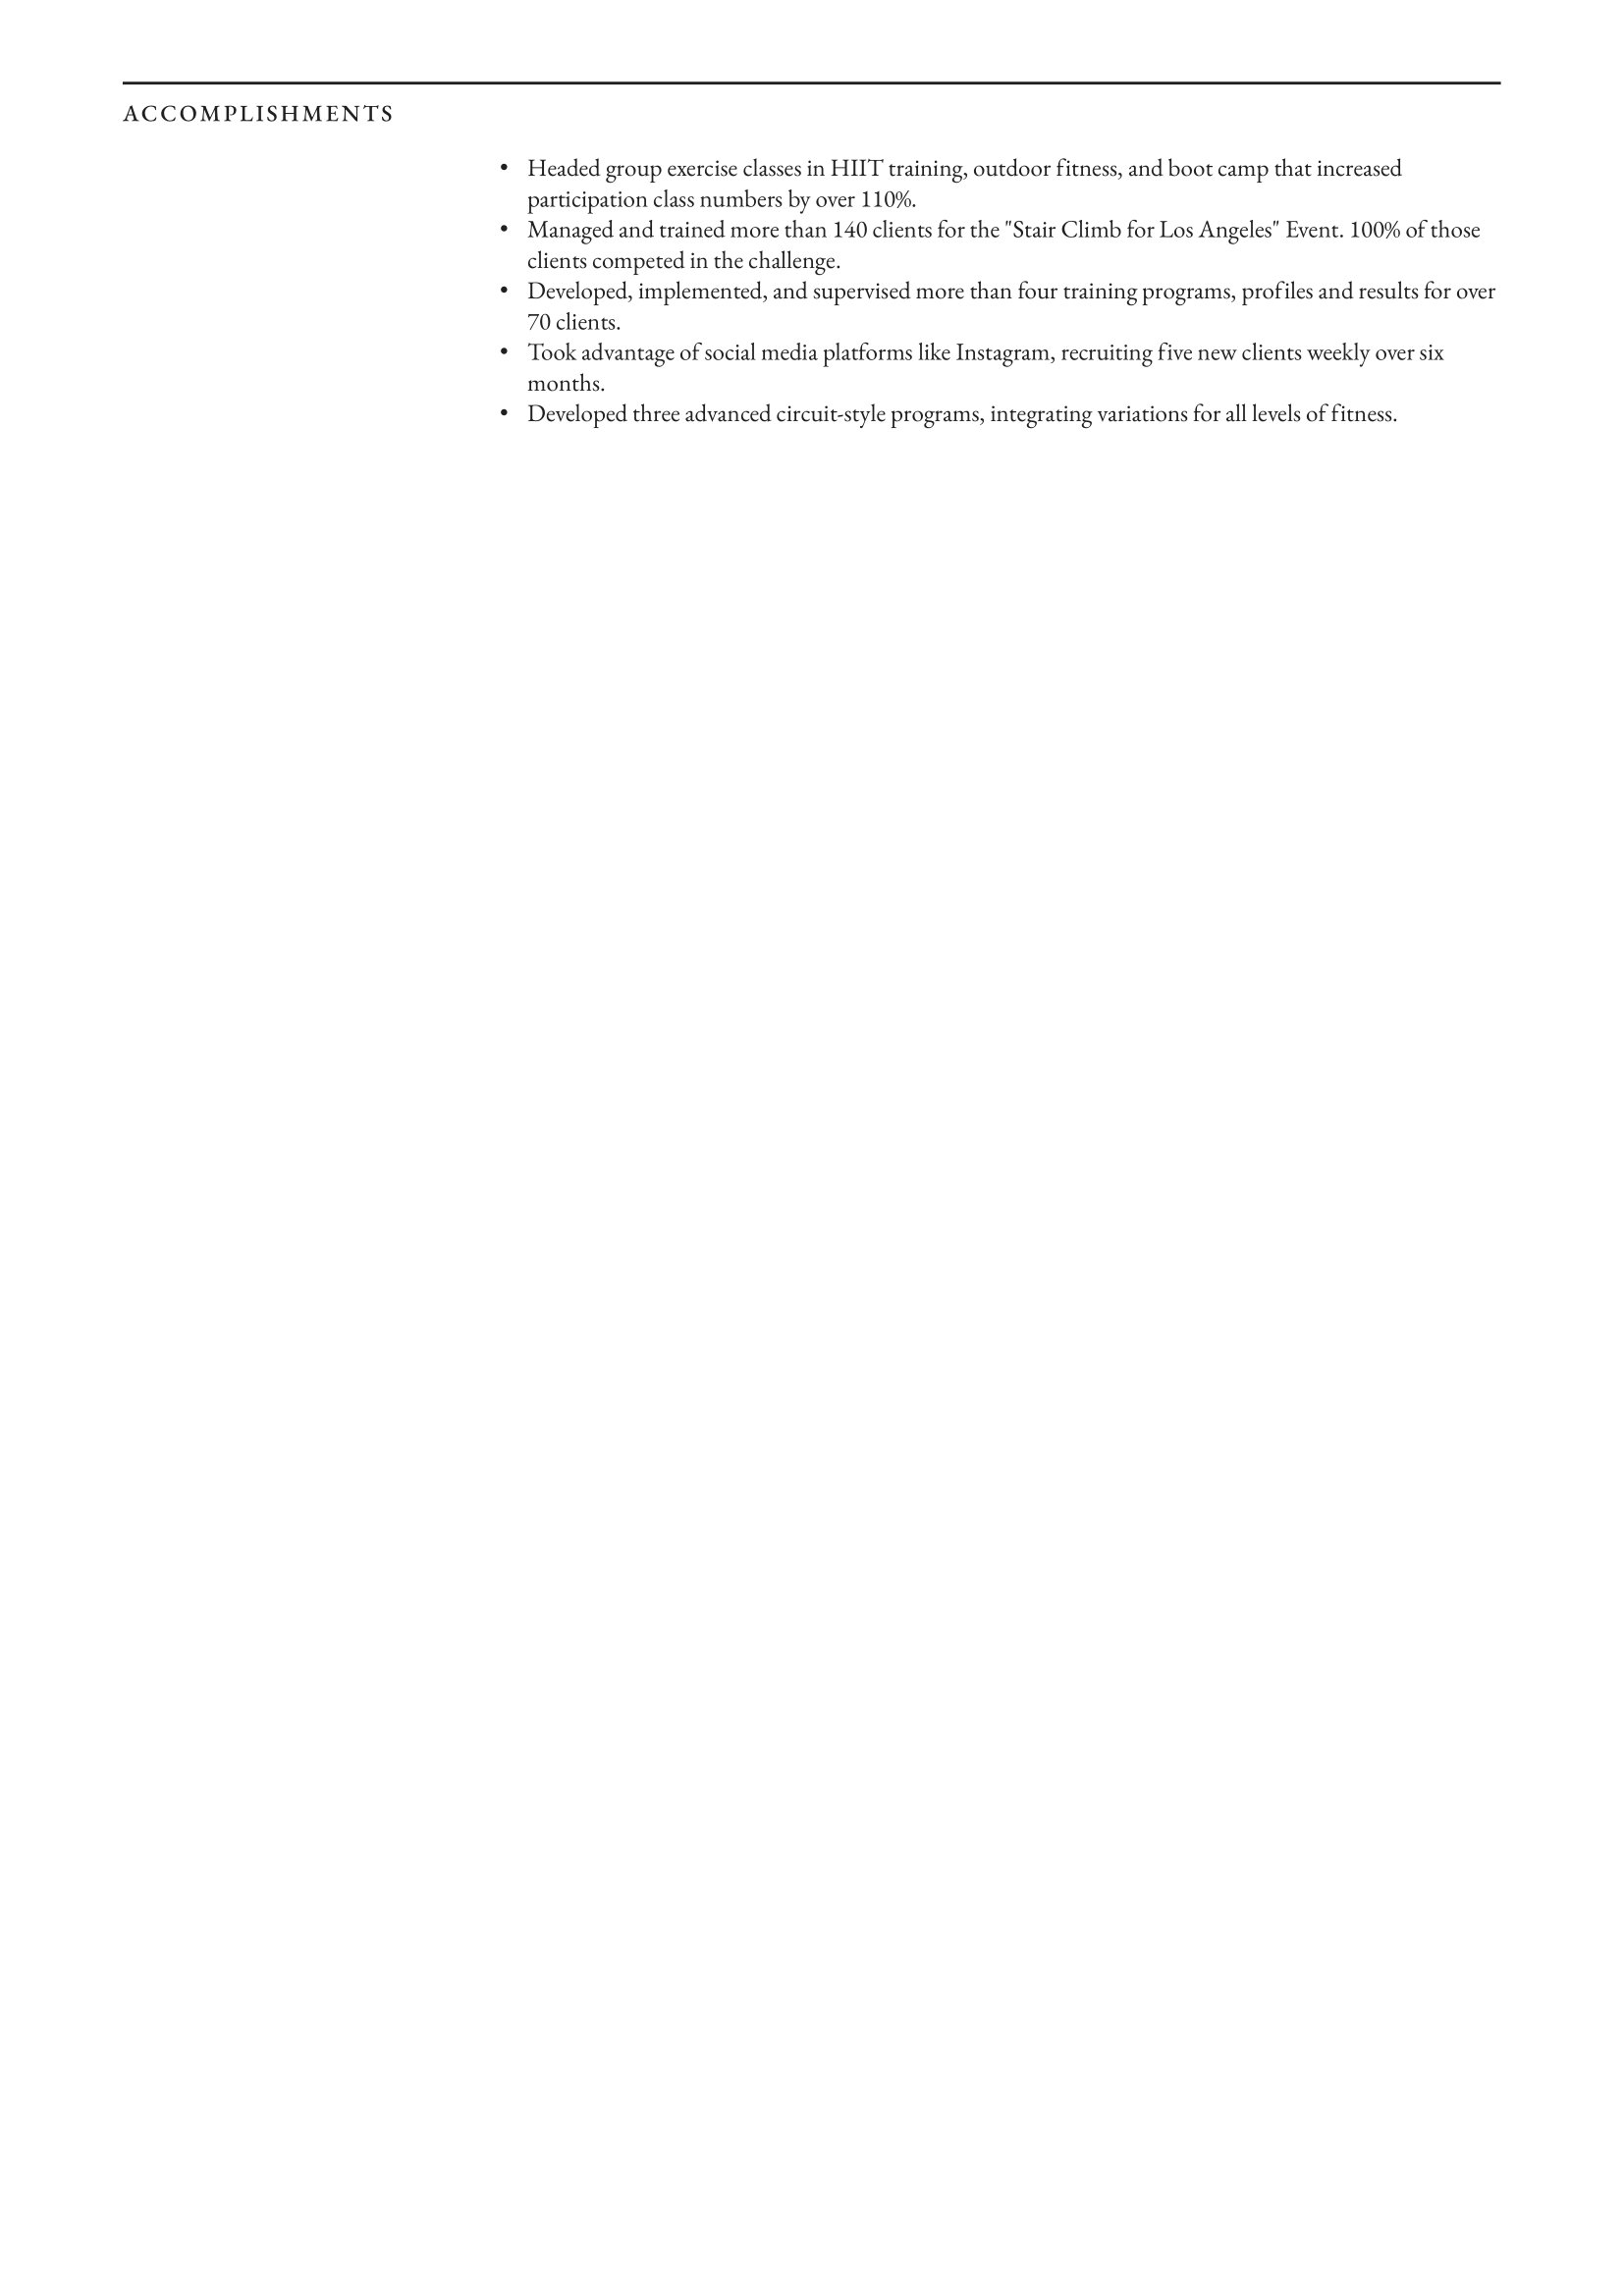 ACCOMPLISHMENTS
• Headed group exercise classes in HIIT training, outdoor fitness, and boot camp that increased
participation class numbers by over 110%.
• Managed and trained more than 140 clients for the "Stair Climb for Los Angeles" Event. 100% of those
clients competed in the challenge.
• Developed, implemented, and supervised more than four training programs, profiles and results for over
70 clients.
• Took advantage of social media platforms like Instagram, recruiting five new clients weekly over six
months.
• Developed three advanced circuit-style programs, integrating variations for all levels of fitness.